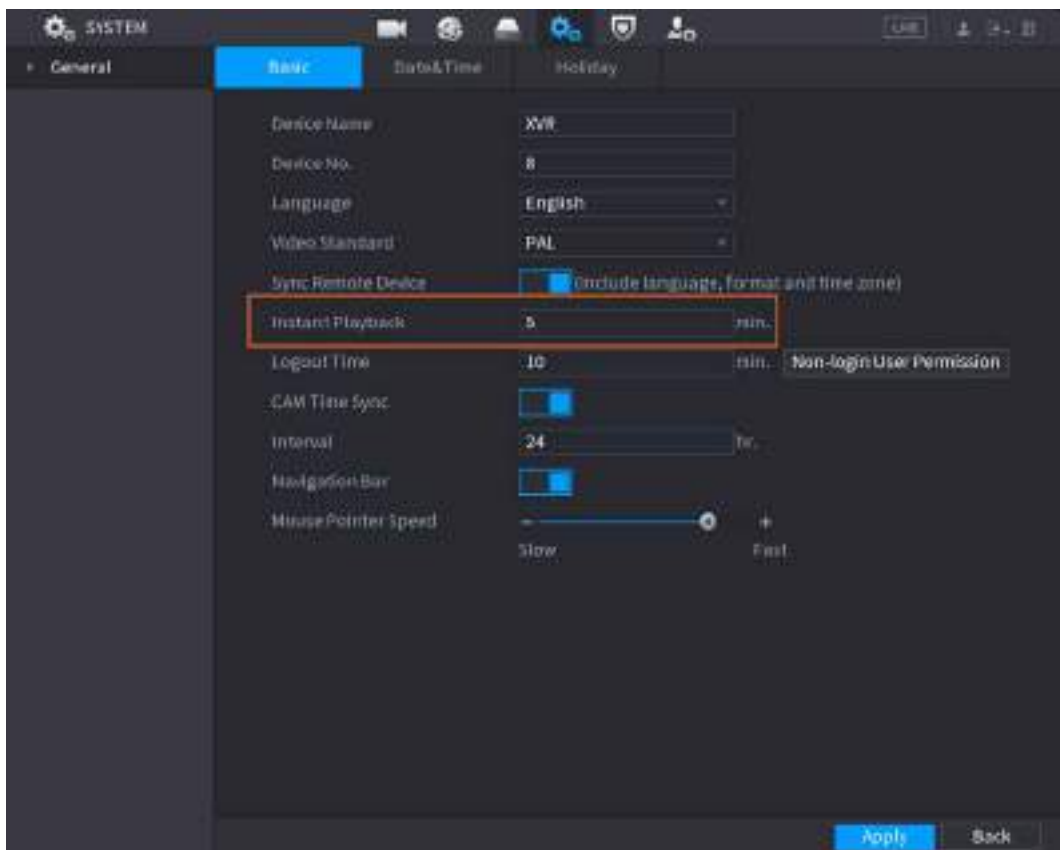 SYSTEM LIVE
General Basic Date&Time Holiday
Device Name XVR
Device No. 8
Language English
Video Standard PAL
Sync Remote Device (include language, format and time zone)
Instant Playback 5 min.
Logout Time 10 min. Non-login User Permission
CAM Time Sync
Interval 24 hr.
Navigation Bar
Mouse Pointer Speed - +
Slow Fast
Apply Back